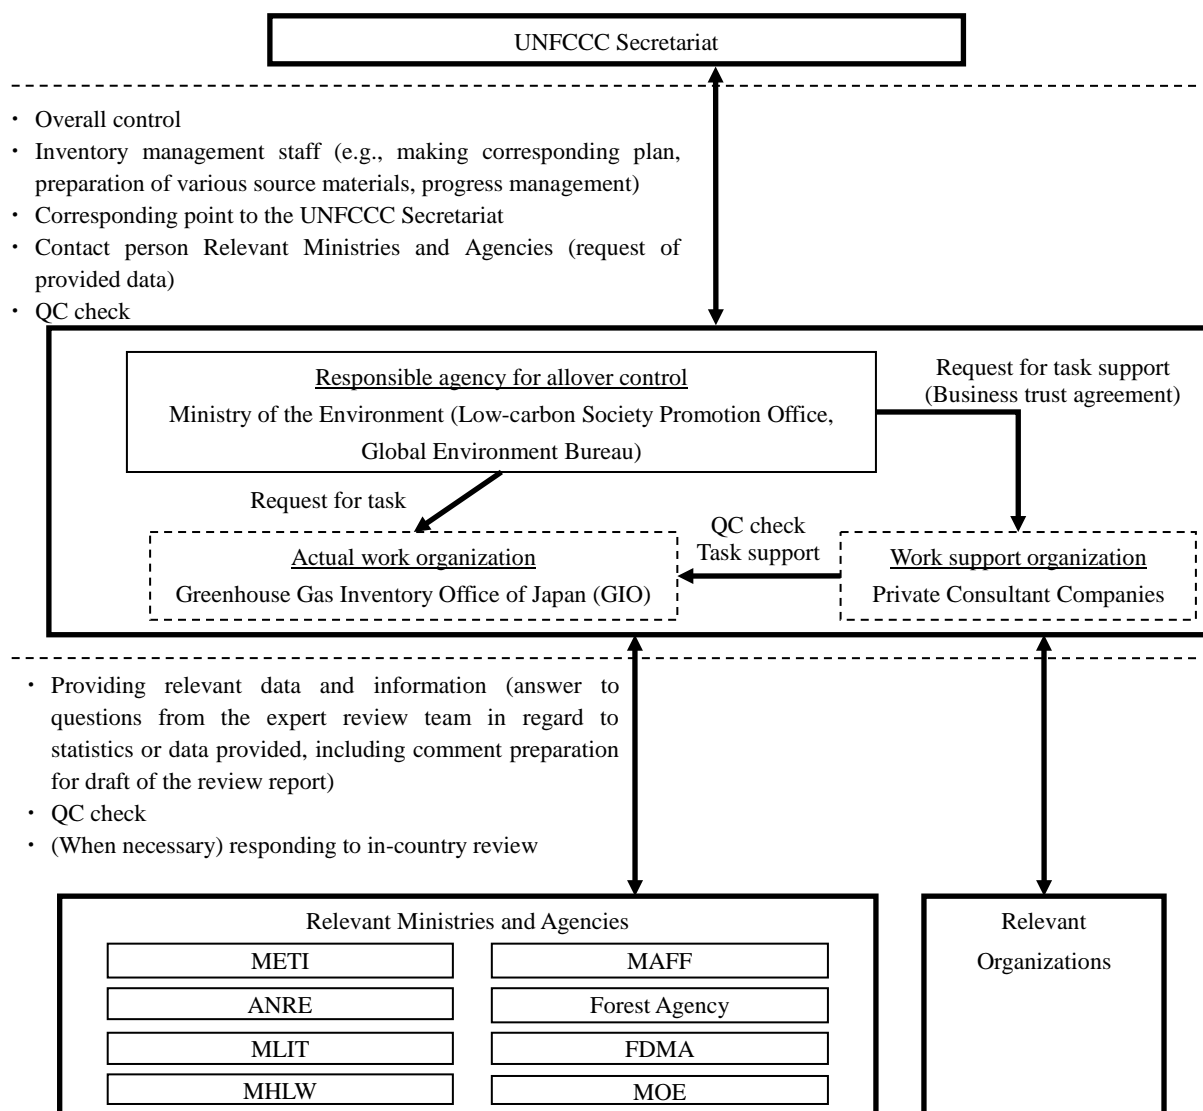 UNFCCC Secretariat
・ Overall control
・ Inventory management staff (e.g., making corresponding plan,
preparation of various source materials, progress management)
・ Corresponding point to the UNFCCC Secretariat
・ Contact person Relevant Ministries and Agencies (request of
provided data)
・ QC check
Responsible agency for allover control
Ministry of the Environment (Low-carbon Society Promotion Office,
Global Environment Bureau)
Request for task support
(Business trust agreement)
Request for task
QC check
Task support
Actual work organization
Greenhouse Gas Inventory Office of Japan (GIO)
Work support organization
Private Consultant Companies
・ Providing relevant data and information (answer to
questions from the expert review team in regard to
statistics or data provided, including comment preparation
for draft of the review report)
・ QC check
・ (When necessary) responding to in-country review
Relevant Ministries and Agencies
METI
MAFF
ANRE
Forest Agency
MLIT
FDMA
MHLW
MOE
Relevant
Organizations